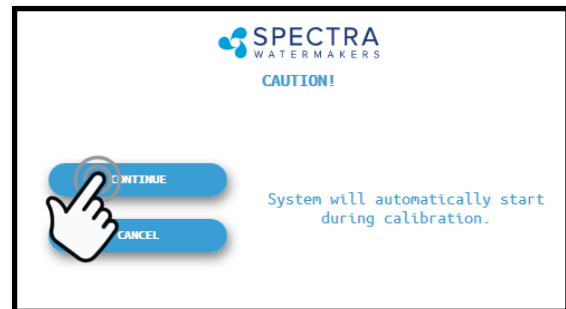 SPECTRA
WATERMAKERS
CAUTION!
CONTINUE
CANCEL
System will automatically start
during calibration.